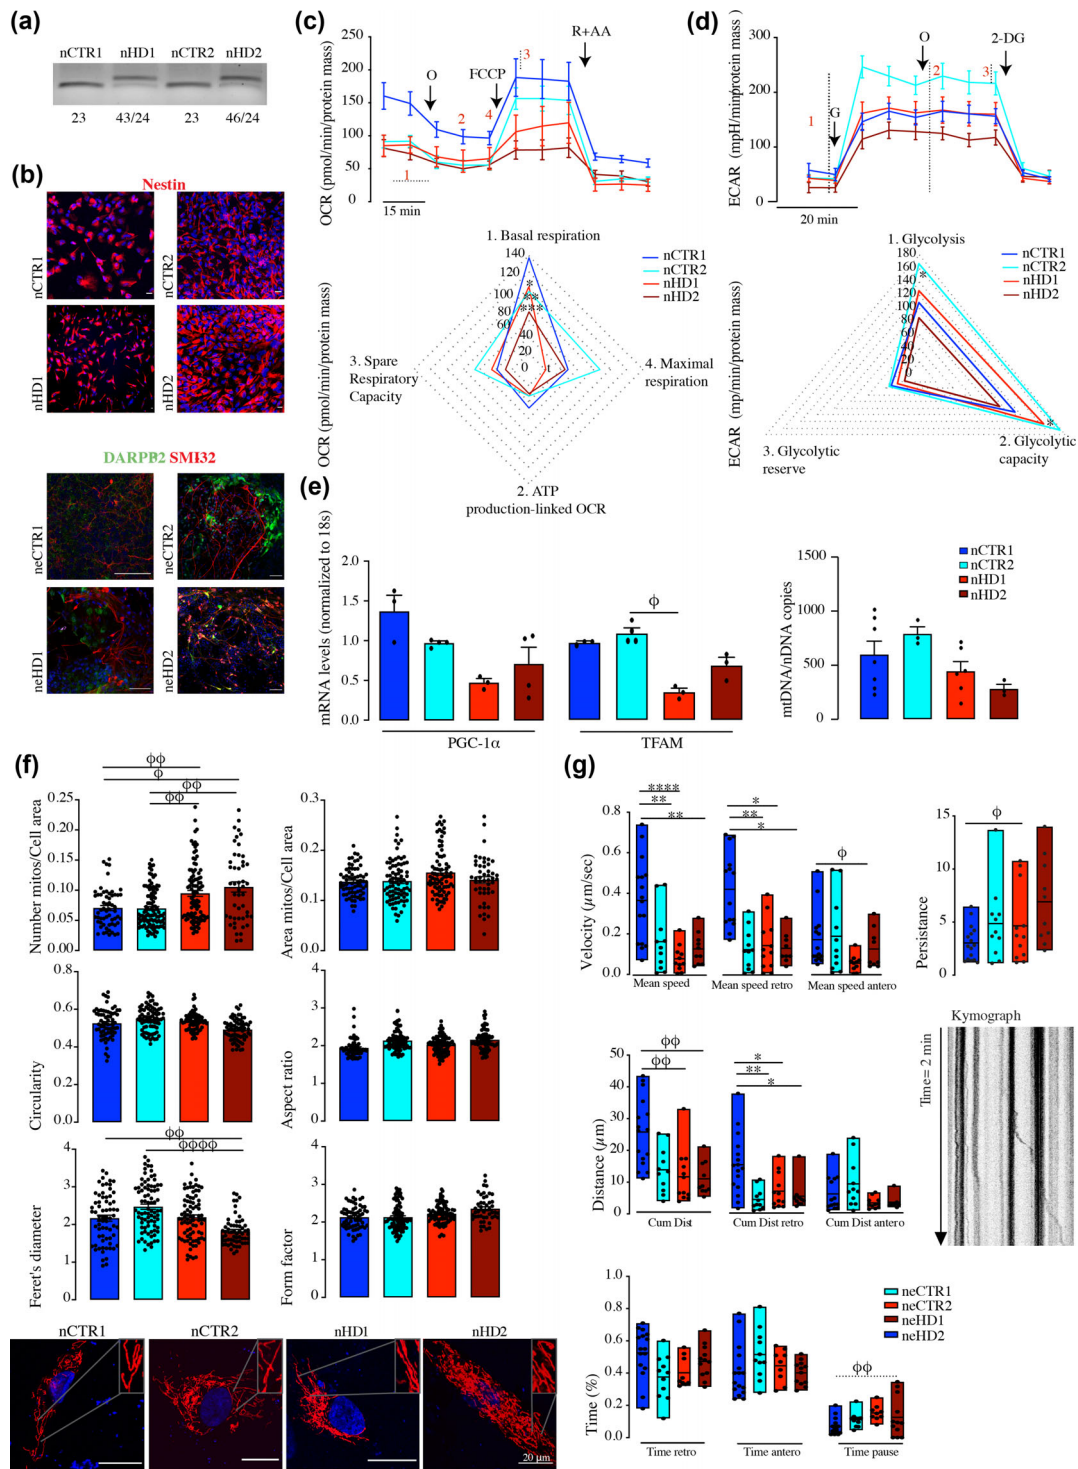 (a)
nCTR1 nHD1 nCTR2 nHD2
23 43/24 23 46/24
(b)
Nestin
nCTR1
nCTR2
nHD1
nHD2
DARPP32 SMI32
neCTR1
neCTR2
neHD1
neHD2
(c)
OCR (pmol/min/protein mass)
250
200
150
100
50
0
O
FCCP
R+AA
1
2
3
4
15 min
1. Basal respiration
140
120
100
80
60
40
20
0
*
**
***
t
nCTR1
nCTR2
nHD1
nHD2
3. Spare
Respiratory
Capacity
4. Maximal
respiration
OCR (pmol/min/protein mass)
2. ATP
production-linked OCR
(d)
ECAR (mpH/min/protein mass )
300
200
100
0
G
O
2-DG
1
2
3
20 min
1. Glycolysis
180
160
140
120
100
80
60
40
20
0
*
*
nCTR1
nCTR2
nHD1
nHD2
ECAR (mp/min/protein mass)
3. Glycolytic
reserve
2. Glycolytic
capacity
(e)
mRNA levels (normalized to 18s)
2.0
1.5
1.0
0.5
0.0
ϕ
PGC-1α
TFAM
mtDNA/nDNA copies
1500
1000
500
0
nCTR1
nCTR2
nHD1
nHD2
(f)
Number mitos/Cell area
0.25
0.20
0.15
0.10
0.05
0.00
ϕϕ
ϕ
ϕϕ
ϕϕ
Area mitos/Cell area
0.3
0.2
0.1
0.0
Circularity
0.8
0.6
0.4
0.2
0.0
Aspect ratio
4
3
2
1
0
Feret's diameter
4
3
2
1
0
ϕϕ
ϕϕϕϕ
Form factor
4
3
2
1
0
nCTR1 nCTR2 nHD1 nHD2
20 μm
(g)
Velocity (μm/sec)
0.8
0.6
0.4
0.2
0.0
****
**
**
*
**
*
ϕ
Mean speed Mean speed retro Mean speed antero
Persistance
15
10
5
0
ϕ
Distance (μm)
50
40
30
20
10
0
ϕϕ
ϕϕ
*
**
*
Cum Dist Cum Dist retro Cum Dist antero
Kymograph
Time= 2 min
Time (%)
1.0
0.8
0.6
0.4
0.2
0.0
ϕϕ
Time retro Time antero Time pause
neCTR1
neCTR2
neHD1
neHD2